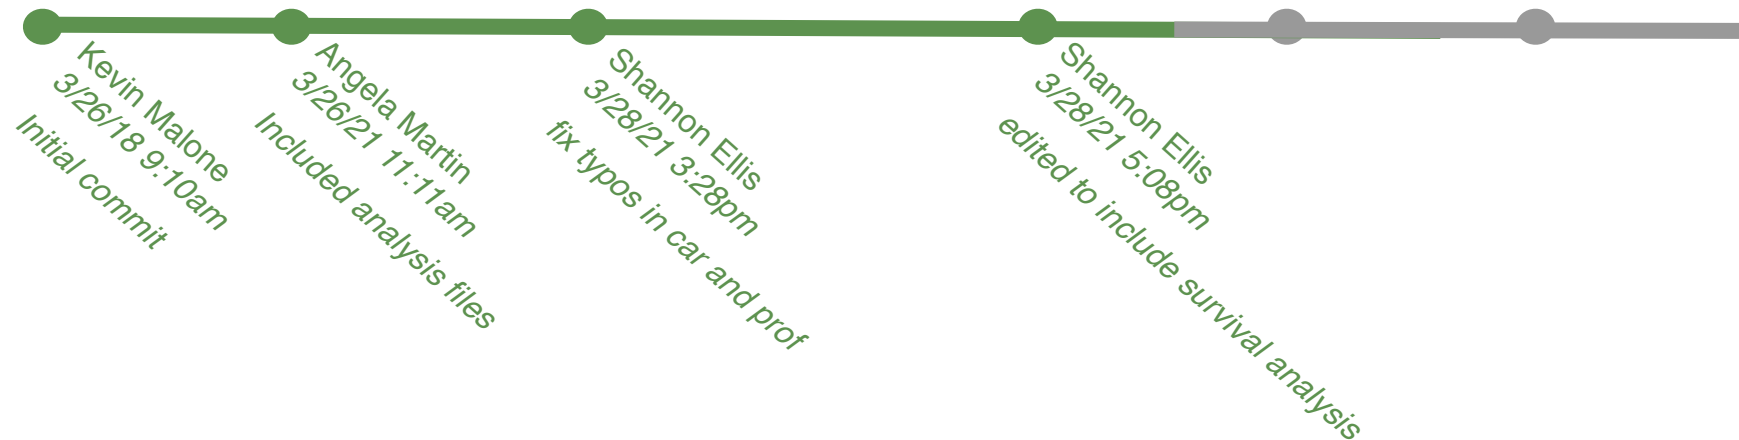 Kevin Malone
3/26/18 9:10am
Initial commit
Angela Martin
3/26/21 11:11am
Included analysis files
Shannon Ellis
3/28/21 3:28pm
fix typos in car and prof
Shannon Ellis
3/28/21 5:08pm
edited to include survival analysis